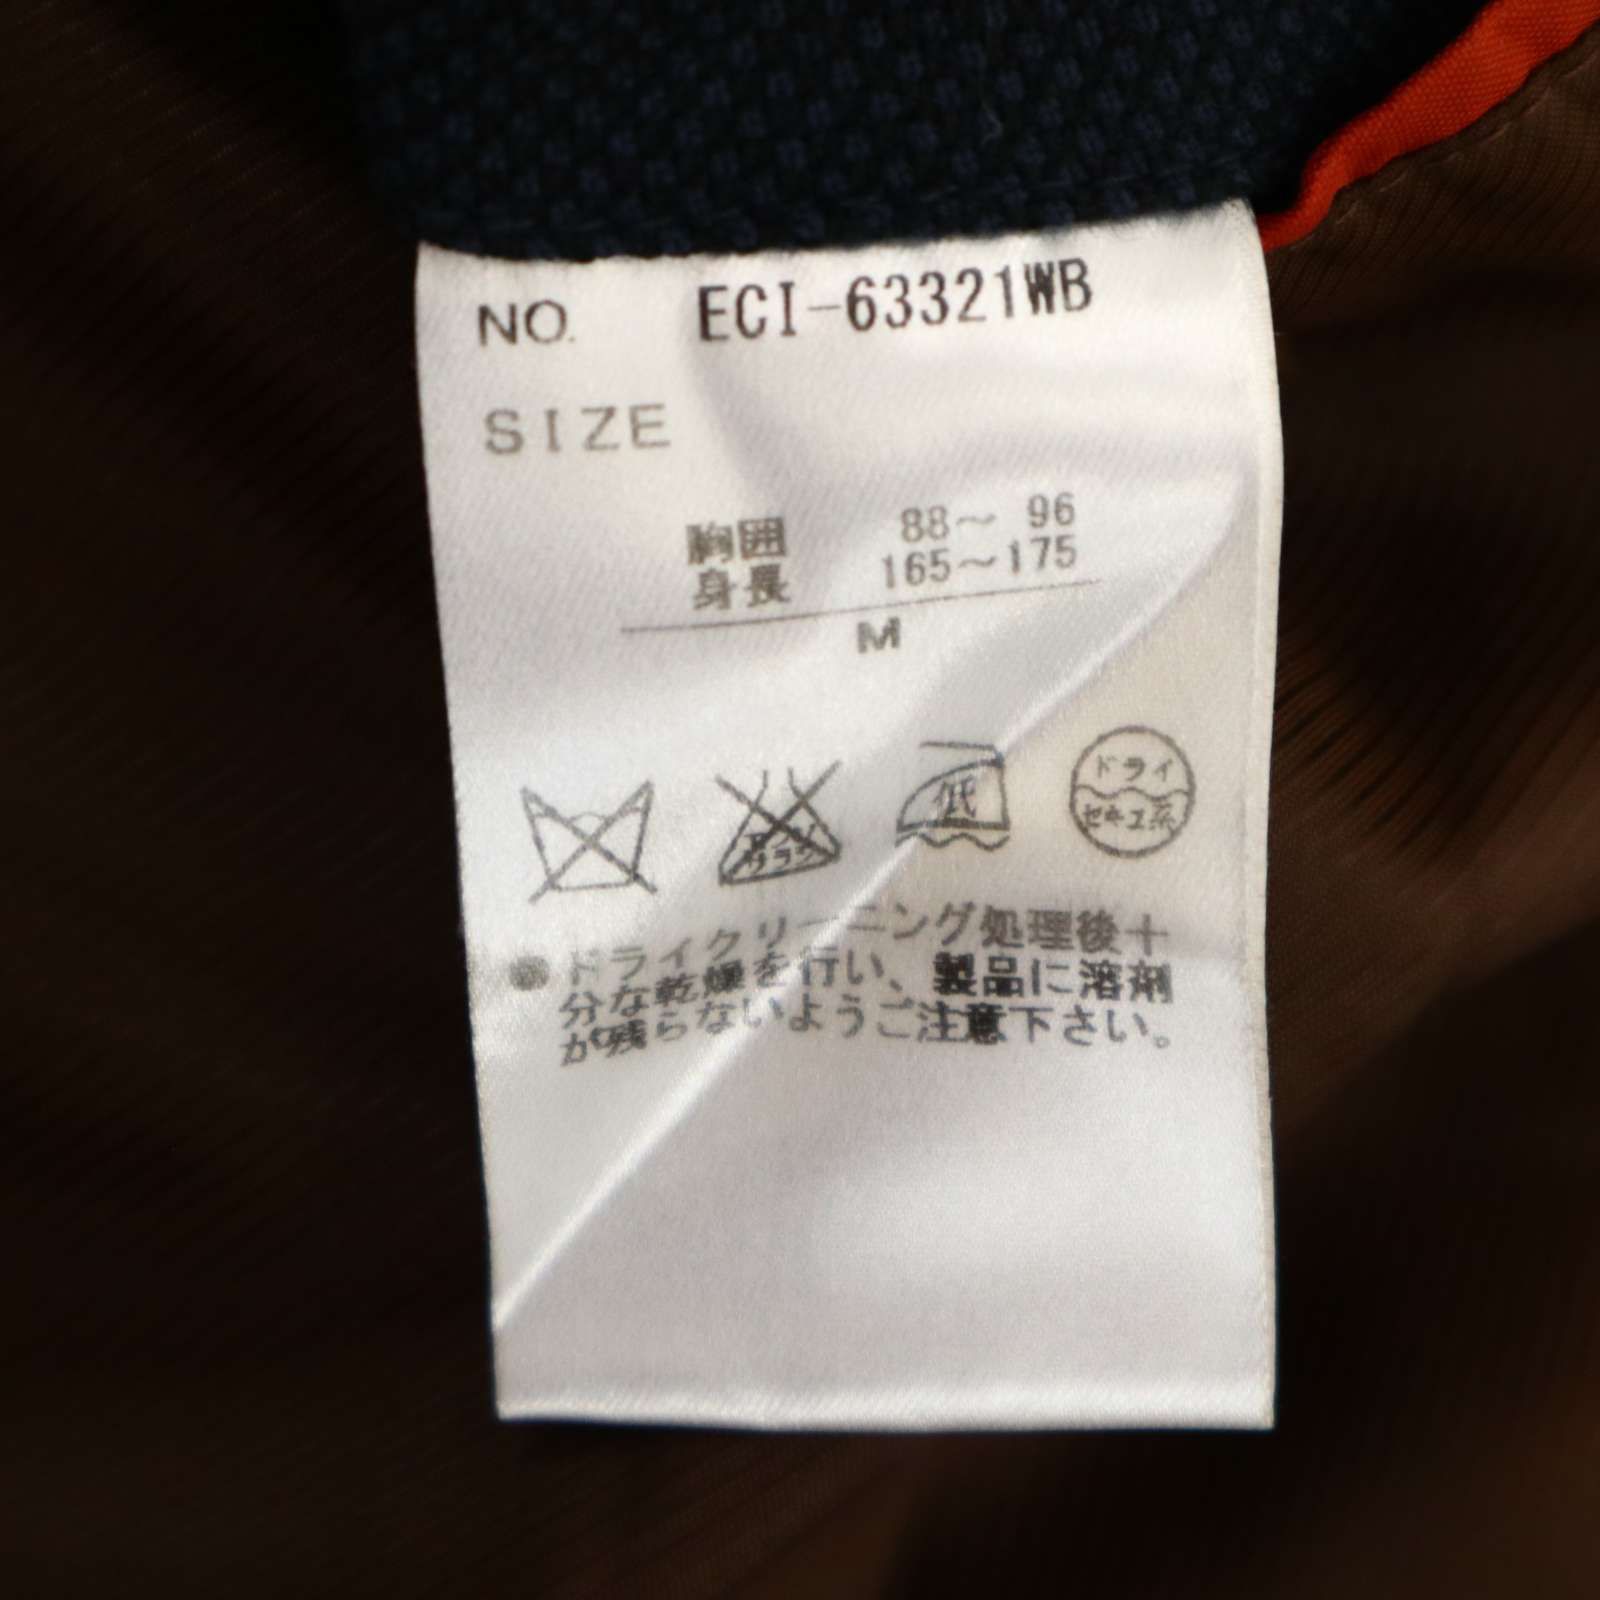 NO. ECI-63321WB
SIZE
胸囲 88〜 96
身長 165〜175
M
低
ドライ
セキユ系
ドライクリーニング処理後十
分な乾燥を行い、製品に溶剤
が残らないようご注意下さい。